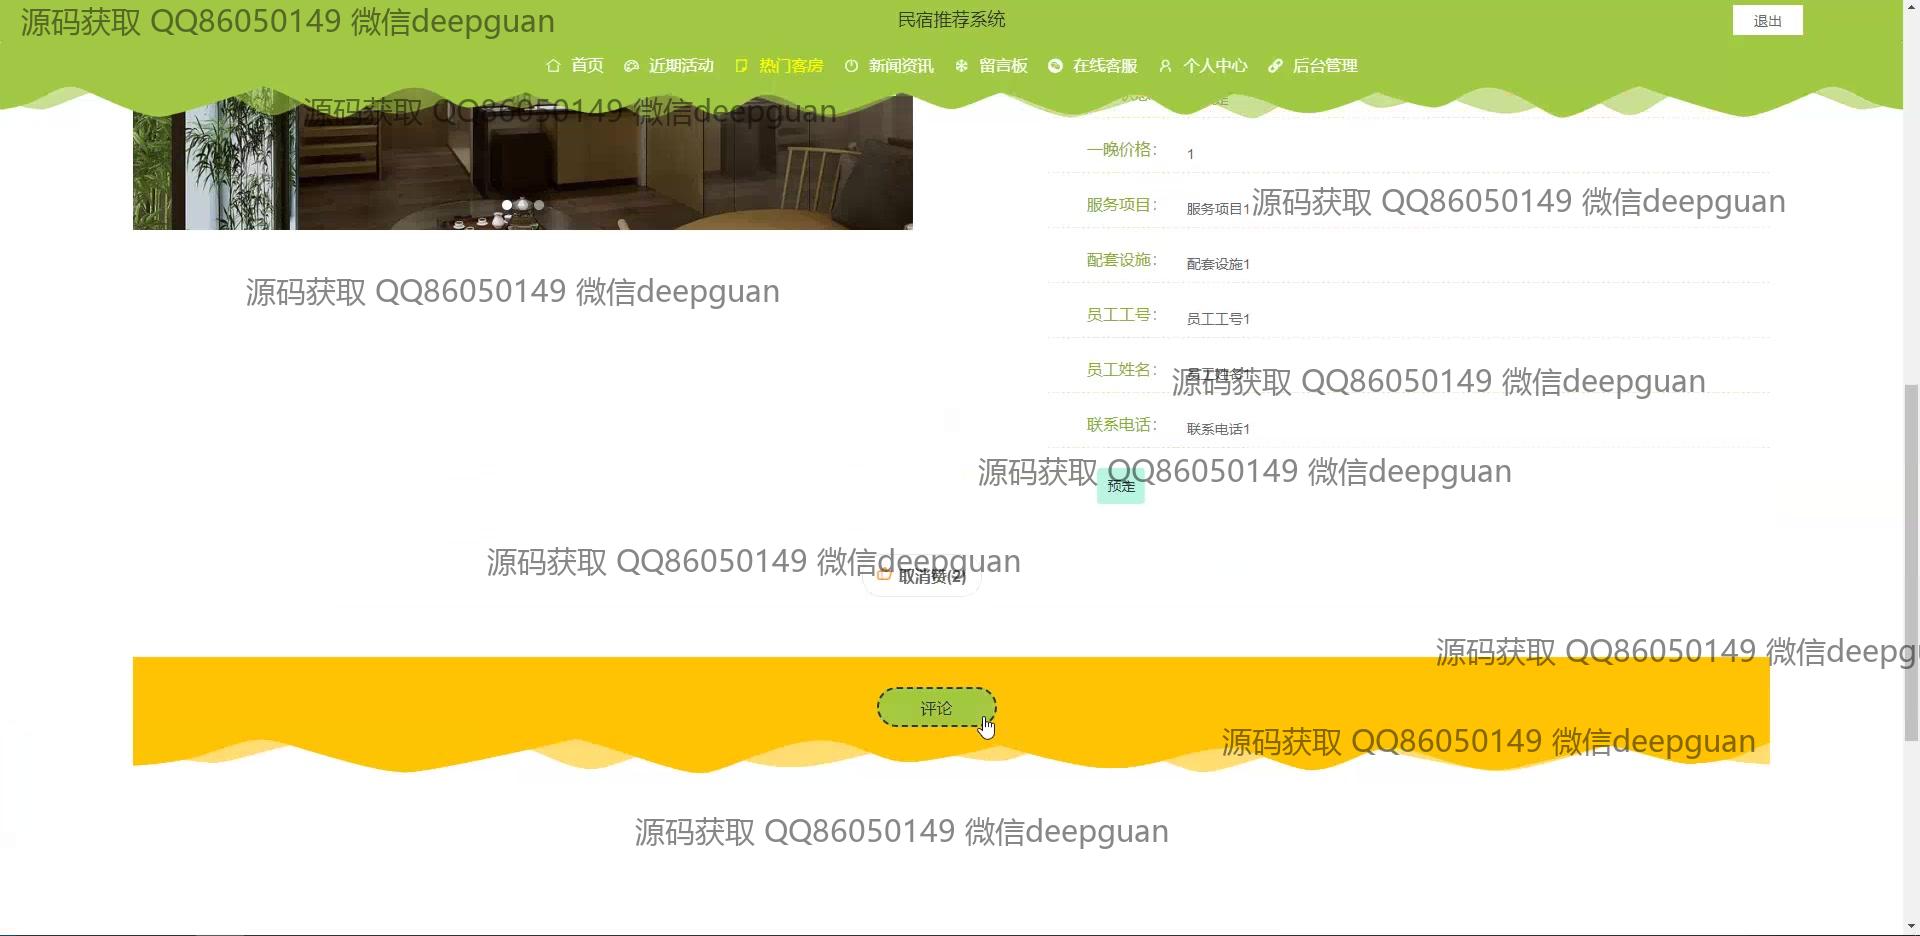 源码获取 QQ86050149 微信deepguan
民宿推荐系统
退出
首页 近期活动 热门客房 新闻资讯 留言板 在线客服 个人中心 后台管理
源码获取 QQ86050149 微信deepguan
一晚价格： 1
服务项目： 服务项目1
源码获取 QQ86050149 微信deepguan
配套设施： 配套设施1
源码获取 QQ86050149 微信deepguan
员工工号： 员工工号1
员工姓名： 员工姓名1
源码获取 QQ86050149 微信deepguan
联系电话： 联系电话1
源码获取 QQ86050149 微信deepguan
预定
源码获取 QQ86050149 微信deepguan
取消赞(2)
源码获取 QQ86050149 微信deepg
评论
源码获取 QQ86050149 微信deepguan
源码获取 QQ86050149 微信deepguan